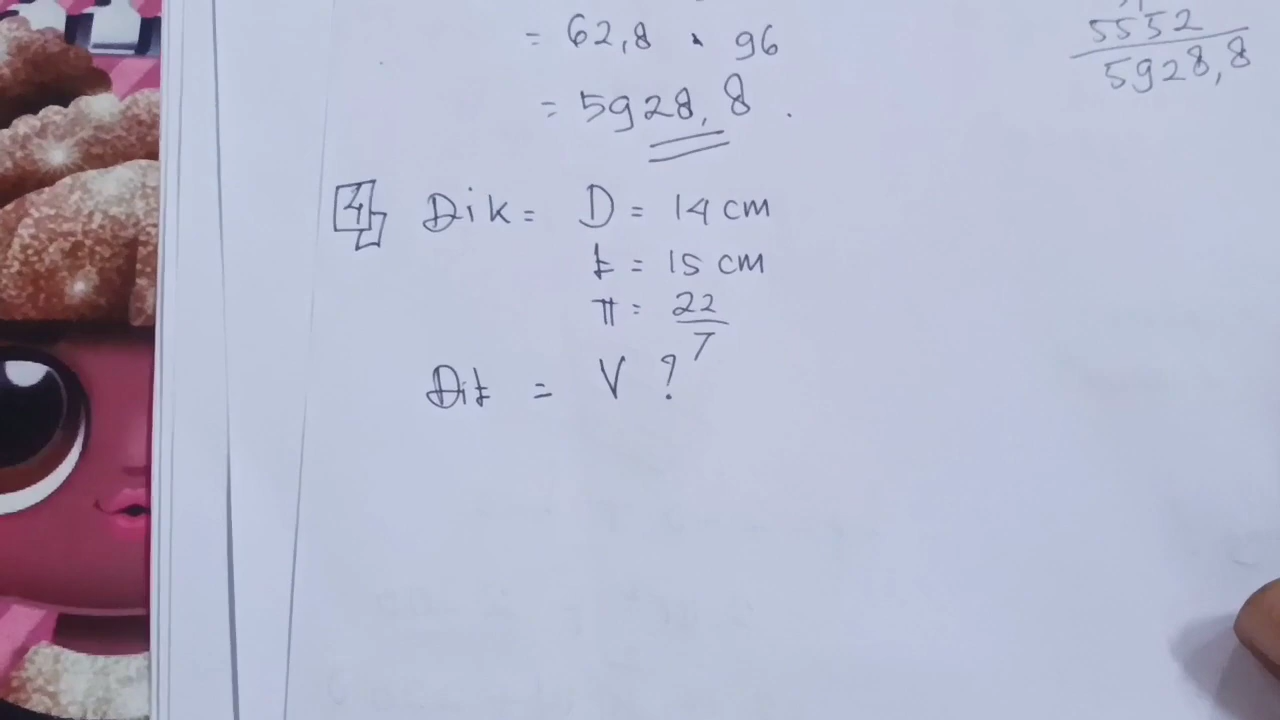 = 62,8 . 96
5552
= 5928,8.
5928,8
4 Dik = D = 14 cm
t = 15 cm
π = 22/7
Dit = V ?